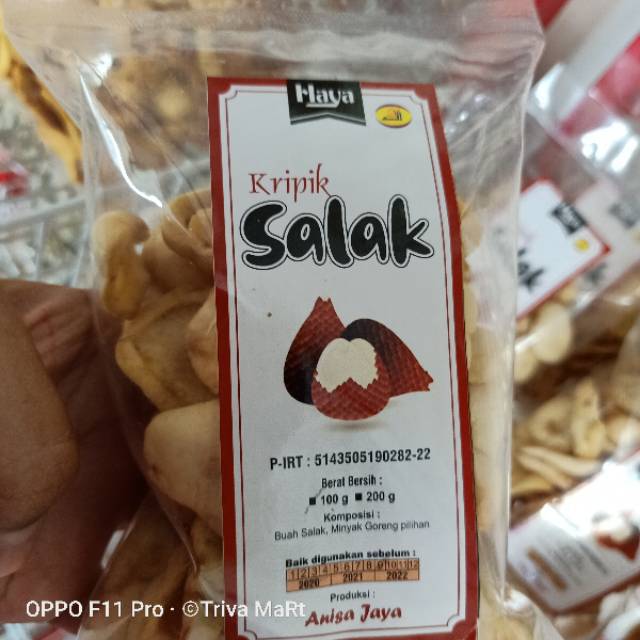 Haya
Kripik
Salak
P-IRT : 5143505190282-22
Berat Bersih :
100 g 200 g
Komposisi :
Buah Salak, Minyak Goreng pilihan
Baik digunakan sebelum :
1 2 3 4 5 6 7 8 9 10 11 12
2020 2021 2022
Produksi :
Anisa Jaya
OPPO F11 Pro · ©Triva MaRt